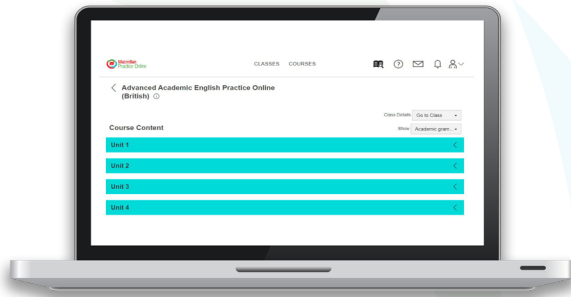 Macmillan
Practice Online
CLASSES COURSES
Advanced Academic English Practice Online
(British)
Class Details Go to Class
Course Content
Show Academic gram...
Unit 1
Unit 2
Unit 3
Unit 4